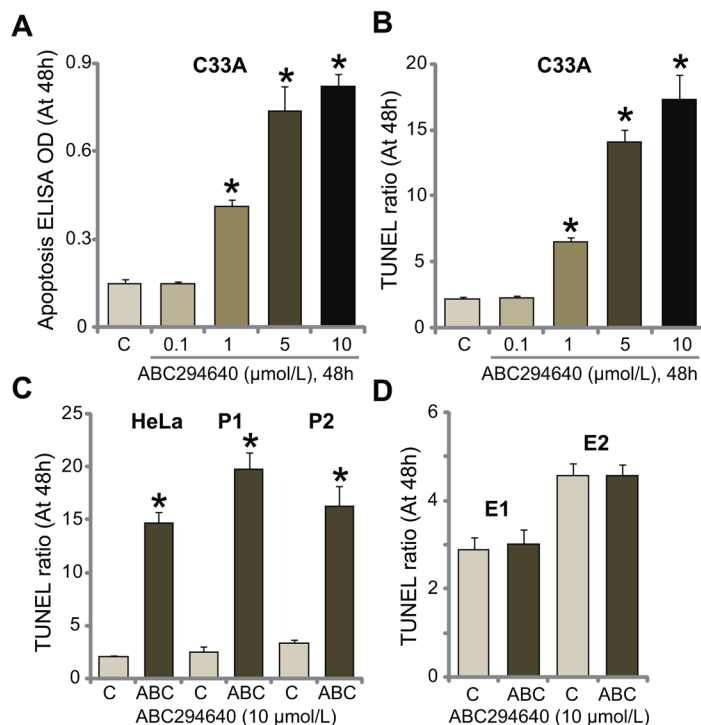 A
C33A
Apoptosis ELISA OD (At 48h)
0.9
0.6
0.3
0
*
*
*
C 0.1 1 5 10
ABC294640 (μmol/L), 48h
B
C33A
TUNEL ratio (At 48h)
20
15
10
5
0
*
*
*
C 0.1 1 5 10
ABC294640 (μmol/L), 48h
C
HeLa P1 P2
TUNEL ratio (At 48h)
25
20
15
10
5
0
*
*
*
C ABC C ABC C ABC
ABC294640 (10 μmol/L)
D
E1
E2
TUNEL ratio (At 48h)
6
4
2
0
C ABC C ABC
ABC294640 (10 μmol/L)